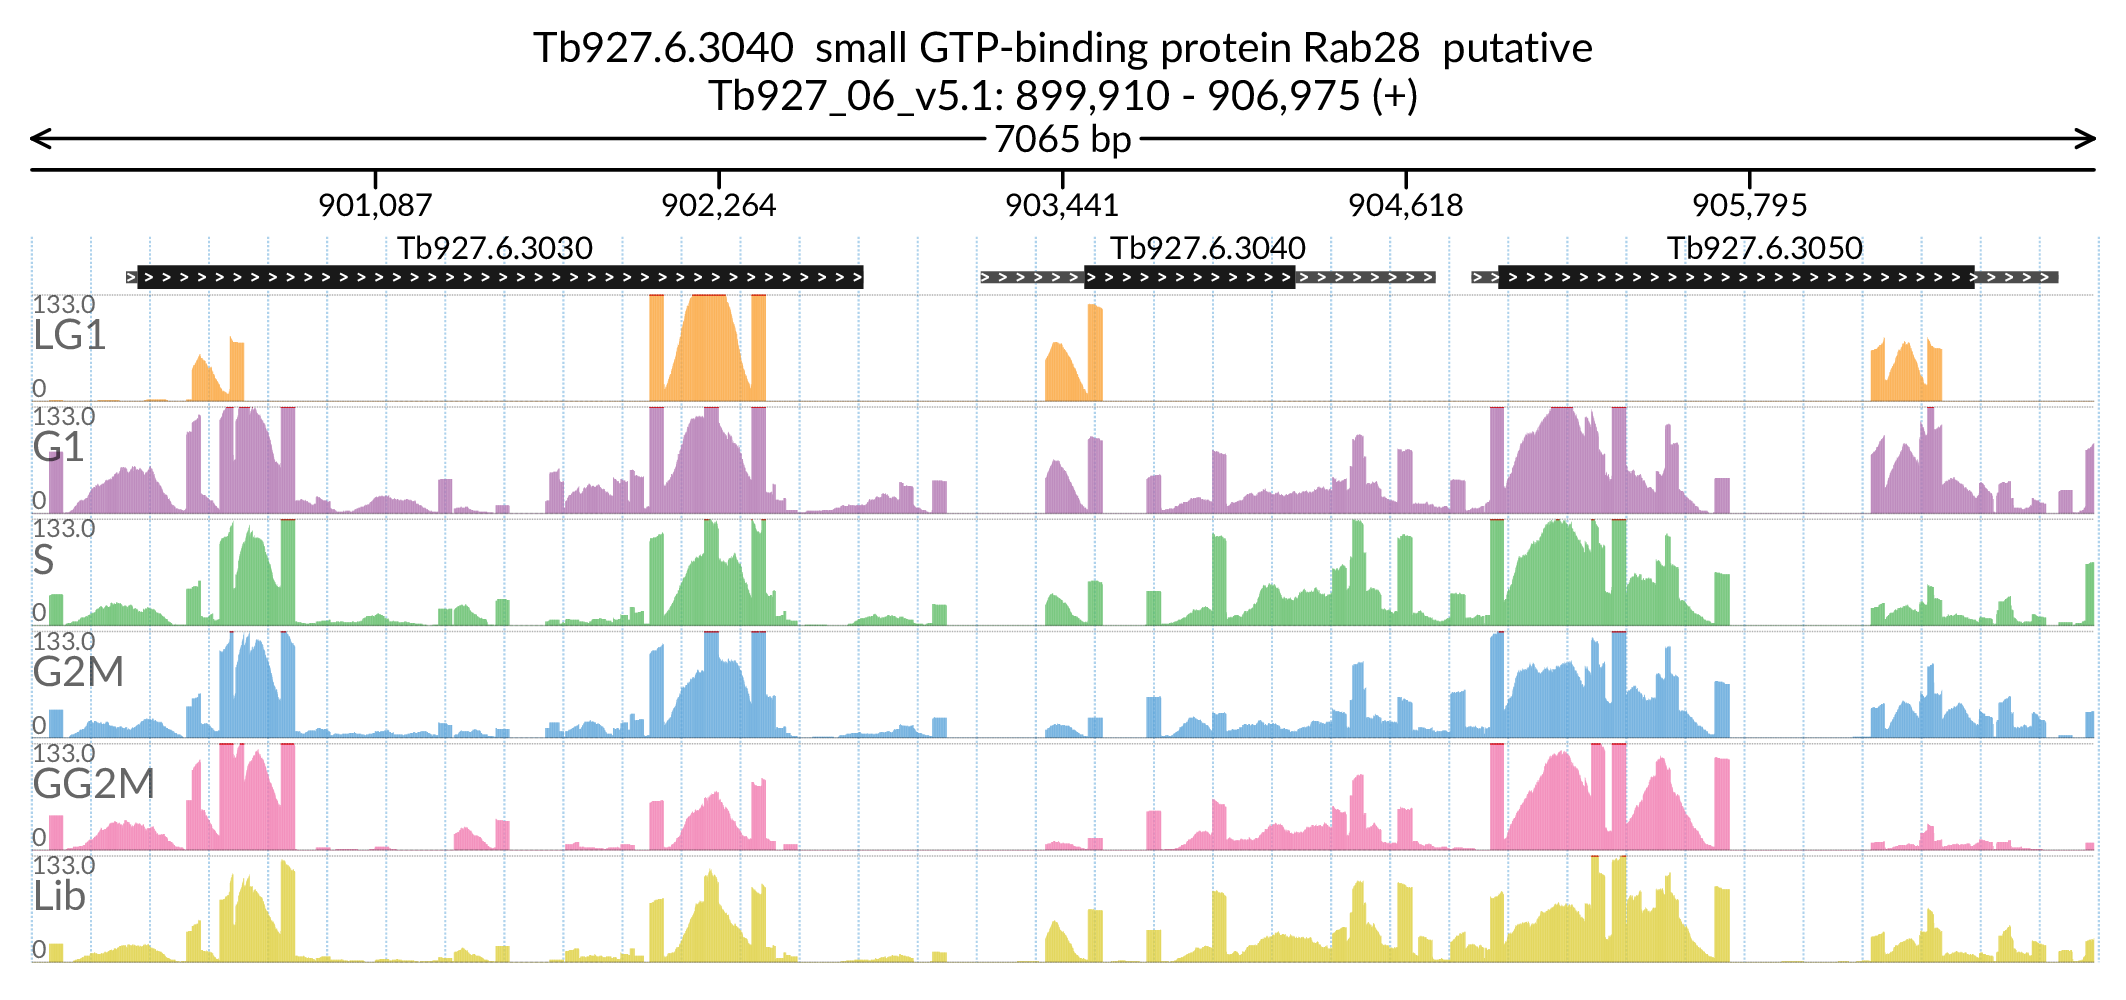 Tb927.6.3040  small GTP-binding protein Rab28  putative
Tb927_06_v5.1: 899,910 - 906,975 (+)
7065 bp
901,087 902,264 903,441 904,618 905,795
Tb927.6.3030 Tb927.6.3040 Tb927.6.3050
133.0
LG1
0
133.0
G1
0
133.0
S
0
133.0
G2M
0
133.0
GG2M
0
133.0
Lib
0